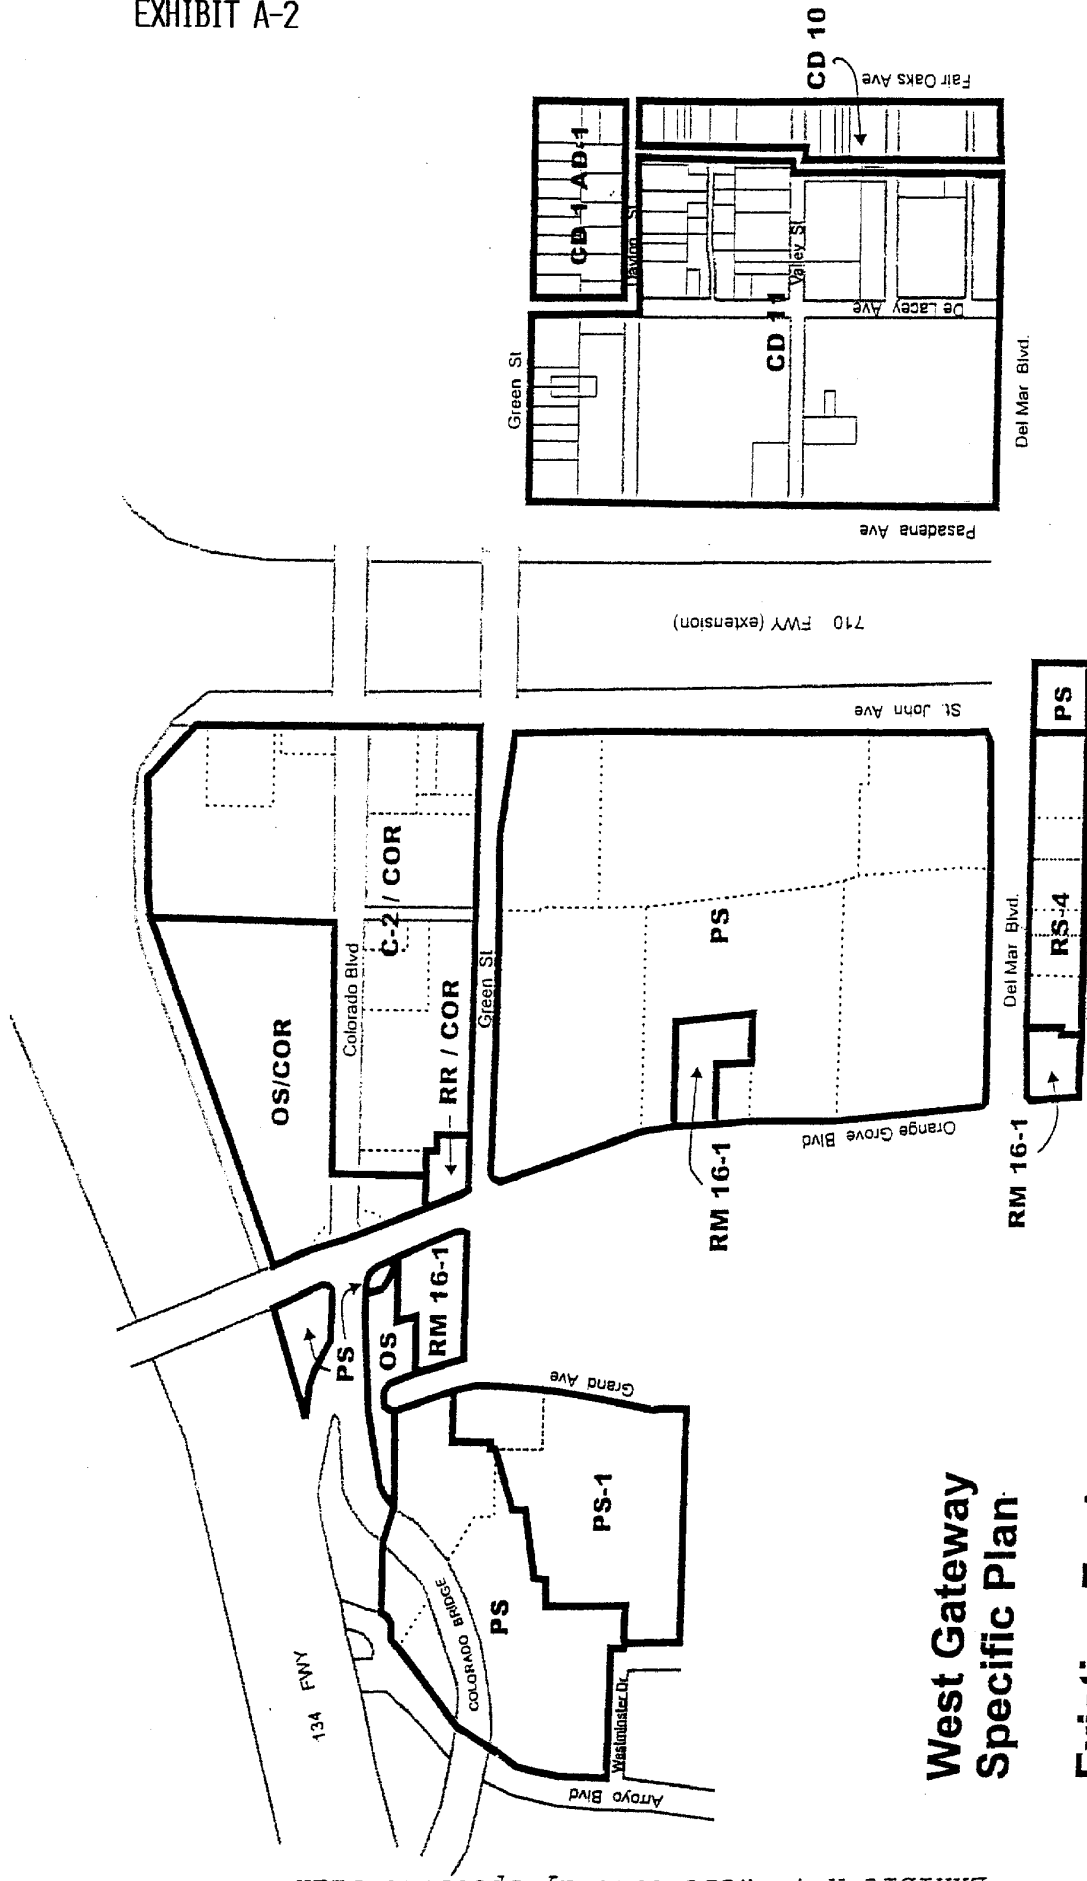 EXHIBIT A-2
CD 10
Fair Oaks Ave
CD 1 AD-1
Dayton St
Valley St
De Lacey Ave
CD 11
Green St
Del Mar Blvd.
Pasadena Ave
710 FWY (extension)
St. John Ave
PS
C-2 / COR
Colorado Blvd
OS/COR
RR / COR
Green St
PS
Del Mar Blvd.
RS-4
Orange Grove Blvd
RM 16-1
RM 16-1
PS
OS
RM 16-1
Grand Ave
PS-1
PS
COLORADO BRIDGE
134 FWY
Westminster Dr.
Arroyo Blvd
West Gateway
Specific Plan